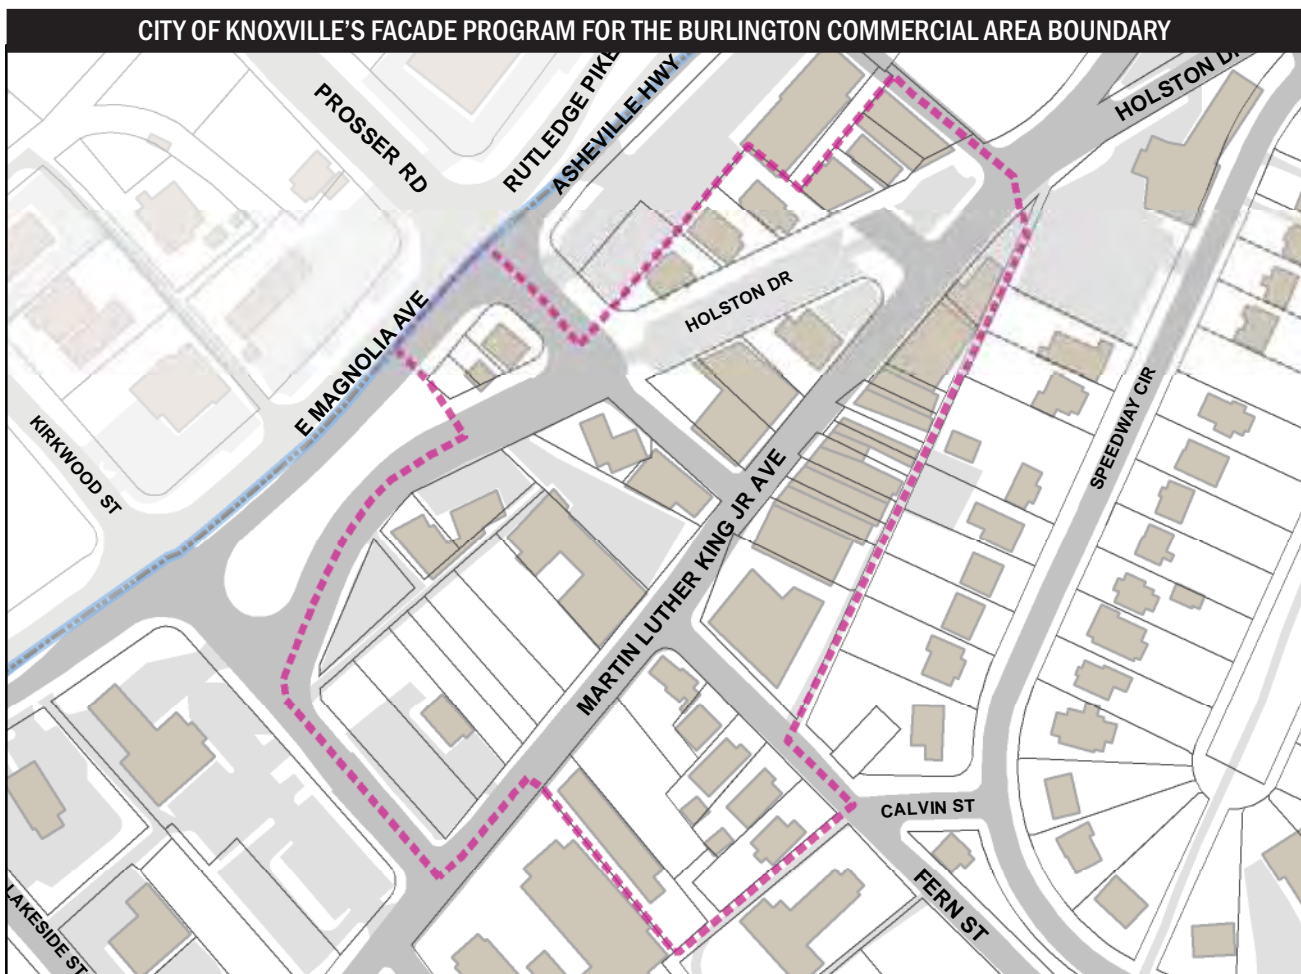 CITY OF KNOXVILLE'S FACADE PROGRAM FOR THE BURLINGTON COMMERCIAL AREA BOUNDARY
PROSSER RD
RUTLEDGE PIKE
ASHEVILLE HWY
HOLSTON DR
HOLSTON DR
E MAGNOLIA AVE
KIRKWOOD ST
SPEEDWAY CIR
MARTIN LUTHER KING JR AVE
CALVIN ST
FERN ST
LAKESIDE ST